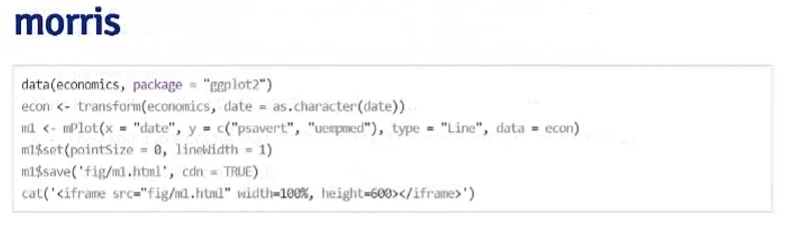 morris
data(economics, package = "ggplot2")
econ <- transform(economics, date = as.character(date))
m1 <- mPlot(x = "date", y = c("psavert", "uempmed"), type = "Line", data = econ)
m1$set(pointSize = 0, lineWidth = 1)
m1$save('fig/m1.html', cdn = TRUE)
cat('<iframe src="fig/m1.html" width=100%, height=600></iframe>')